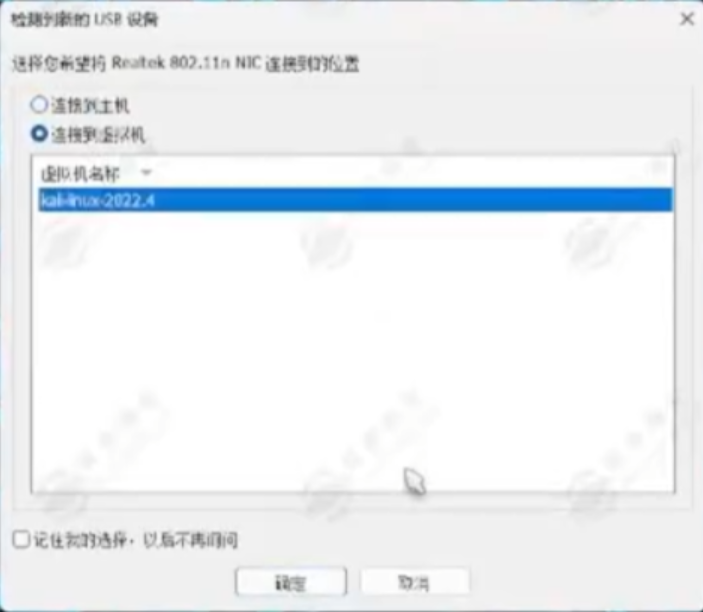 检测到新的 USB 设备
选择您希望将 Realtek 802.11n NIC 连接到的位置
连接到主机
连接到虚拟机
虚拟机名称
kali-linux-2022.4
记住我的选择，以后不再询问
确定
取消